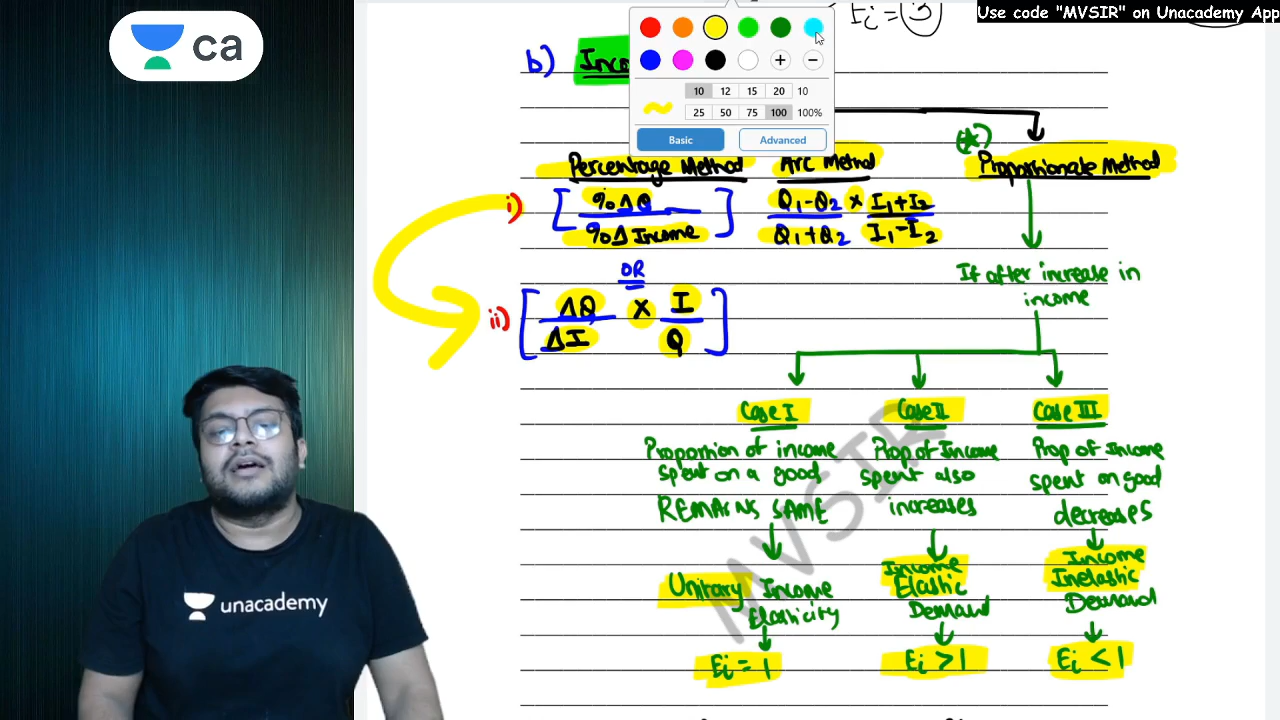 ca
Use code "MVSIR" on Unacademy App
Ei = 3
b) Inco
10 12 15 20 10
25 50 75 100 100%
Basic Advanced
Percentage Method Arc Method (*) Proportionate Method
i) [ %ΔQ / %Δ Income ] Q1-Q2 / Q1+Q2 × I1+I2 / I1-I2
OR
ii) [ ΔQ / ΔI × I / Q ]
If after increase in
income
Case I Case II Case III
Proportion of income Prop of Income Prop of Income
spent on a good spent also spent on good
REMAINS SAME increases decreases
Unitary Income Income Elastic Income Inelastic
Elasticity Demand Demand
Ei = 1 Ei > 1 Ei < 1
MVSIR
unacademy